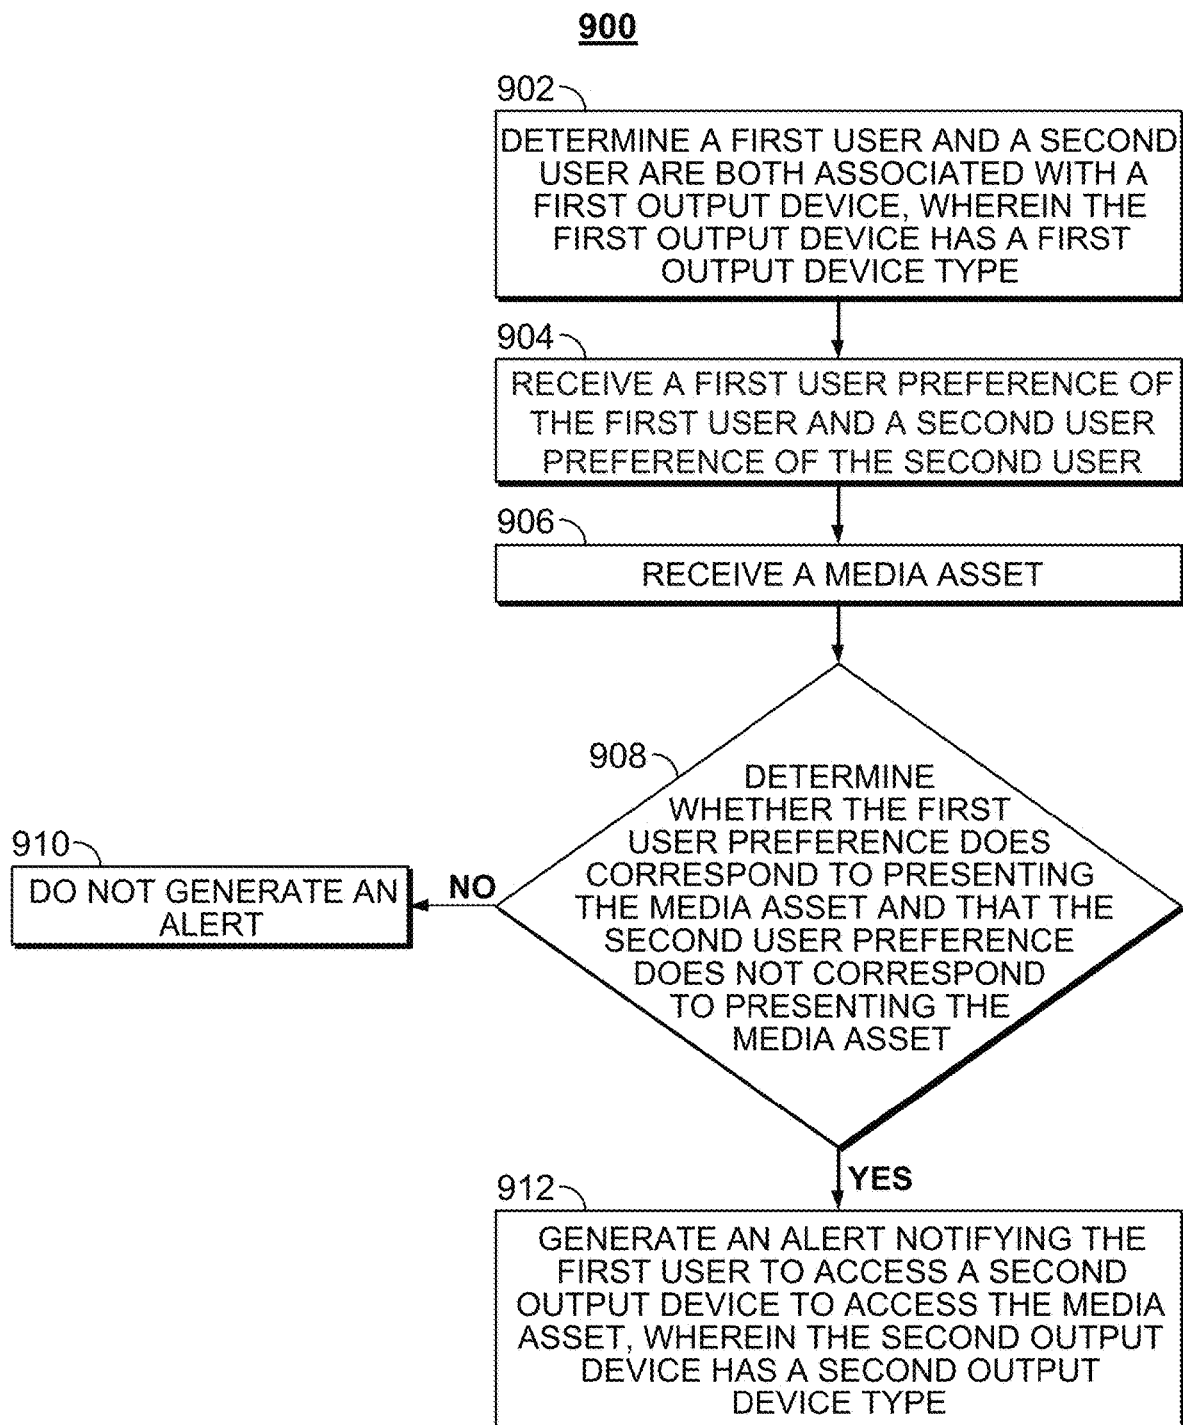 900
902
DETERMINE A FIRST USER AND A SECOND
USER ARE BOTH ASSOCIATED WITH A
FIRST OUTPUT DEVICE, WHEREIN THE
FIRST OUTPUT DEVICE HAS A FIRST
OUTPUT DEVICE TYPE
904
RECEIVE A FIRST USER PREFERENCE OF
THE FIRST USER AND A SECOND USER
PREFERENCE OF THE SECOND USER
906
RECEIVE A MEDIA ASSET
908
DETERMINE
WHETHER THE FIRST
USER PREFERENCE DOES
CORRESPOND TO PRESENTING
THE MEDIA ASSET AND THAT THE
SECOND USER PREFERENCE
DOES NOT CORRESPOND
TO PRESENTING THE
MEDIA ASSET
NO
910
DO NOT GENERATE AN
ALERT
YES
912
GENERATE AN ALERT NOTIFYING THE
FIRST USER TO ACCESS A SECOND
OUTPUT DEVICE TO ACCESS THE MEDIA
ASSET, WHEREIN THE SECOND OUTPUT
DEVICE HAS A SECOND OUTPUT
DEVICE TYPE